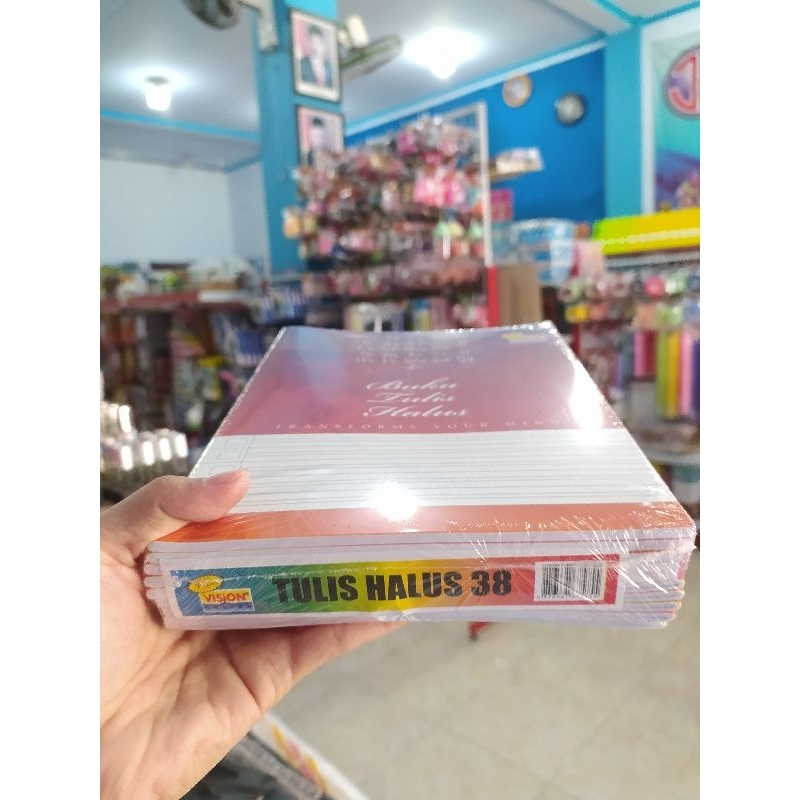 Buku
Tulis
Halus
TRANSFORMS YOUR MIND
VISION
TULIS HALUS 38